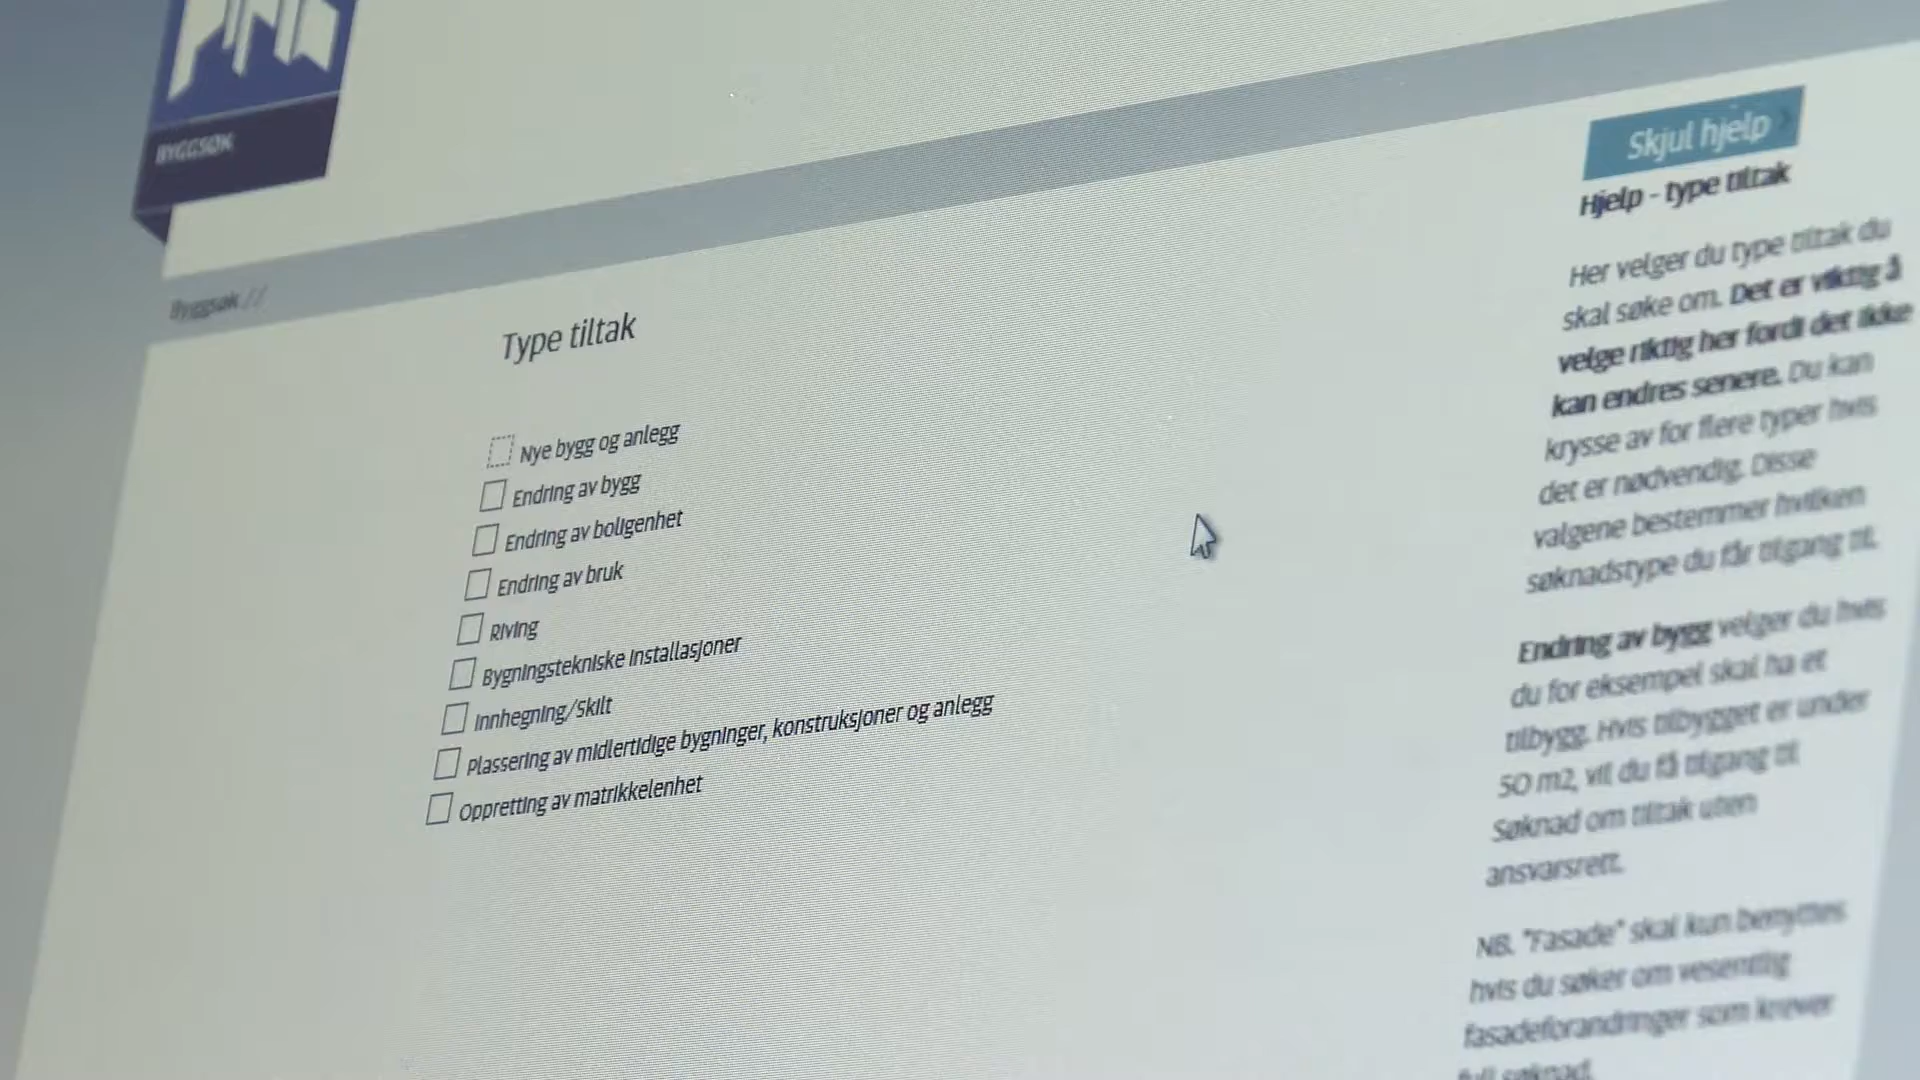 BYGGSØK
Byggsøk //
Type tiltak
Nye bygg og anlegg
Endring av bygg
Endring av boligenhet
Endring av bruk
Riving
Bygningstekniske installasjoner
Innhegning/Skilt
Plassering av midlertidige bygninger, konstruksjoner og anlegg
Oppretting av matrikkelenhet
Skjul hjelp
Hjelp - type tiltak
Her velger du type tiltak du
skal søke om. Det er viktig å
velge riktig her fordi det ikke
kan endres senere. Du kan
krysse av for flere typer hvis
det er nødvendig. Disse
valgene bestemmer hvilken
søknadstype du får tilgang til.
Endring av bygg velger du hvis
du for eksempel skal ha et
tilbygg. Hvis tilbygget er under
50 m2, vil du få tilgang til
Søknad om tiltak uten
ansvarsrett.
NB. "Fasade" skal kun benyttes
hvis du søker om vesentlig
fasadeforandringer som krever
full søknad.